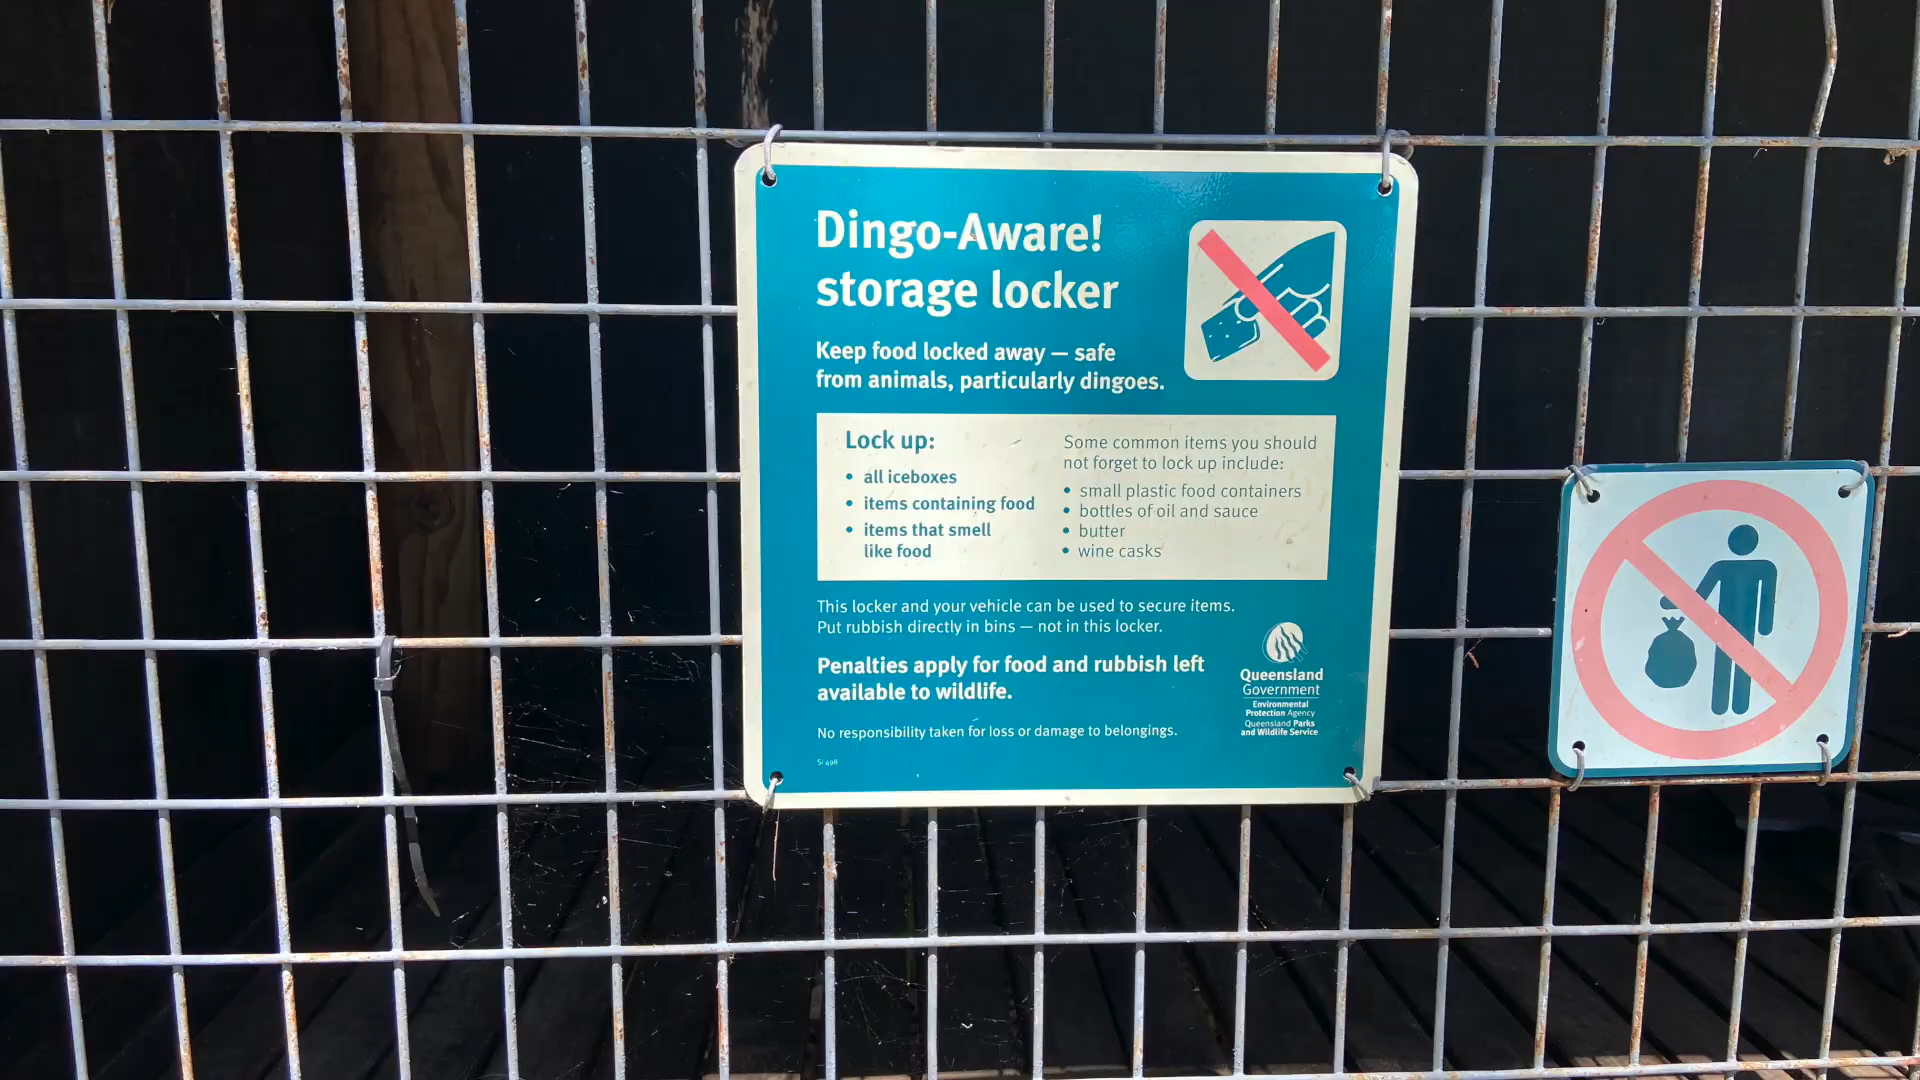 Dingo-Aware!
storage locker
Keep food locked away — safe
from animals, particularly dingoes.
Lock up:
• all iceboxes
• items containing food
• items that smell
like food
Some common items you should
not forget to lock up include:
• small plastic food containers
• bottles of oil and sauce
• butter
• wine casks
This locker and your vehicle can be used to secure items.
Put rubbish directly in bins — not in this locker.
Penalties apply for food and rubbish left
available to wildlife.
No responsibility taken for loss or damage to belongings.
SI 498
Queensland
Government
Environmental
Protection Agency
Queensland Parks
and Wildlife Service